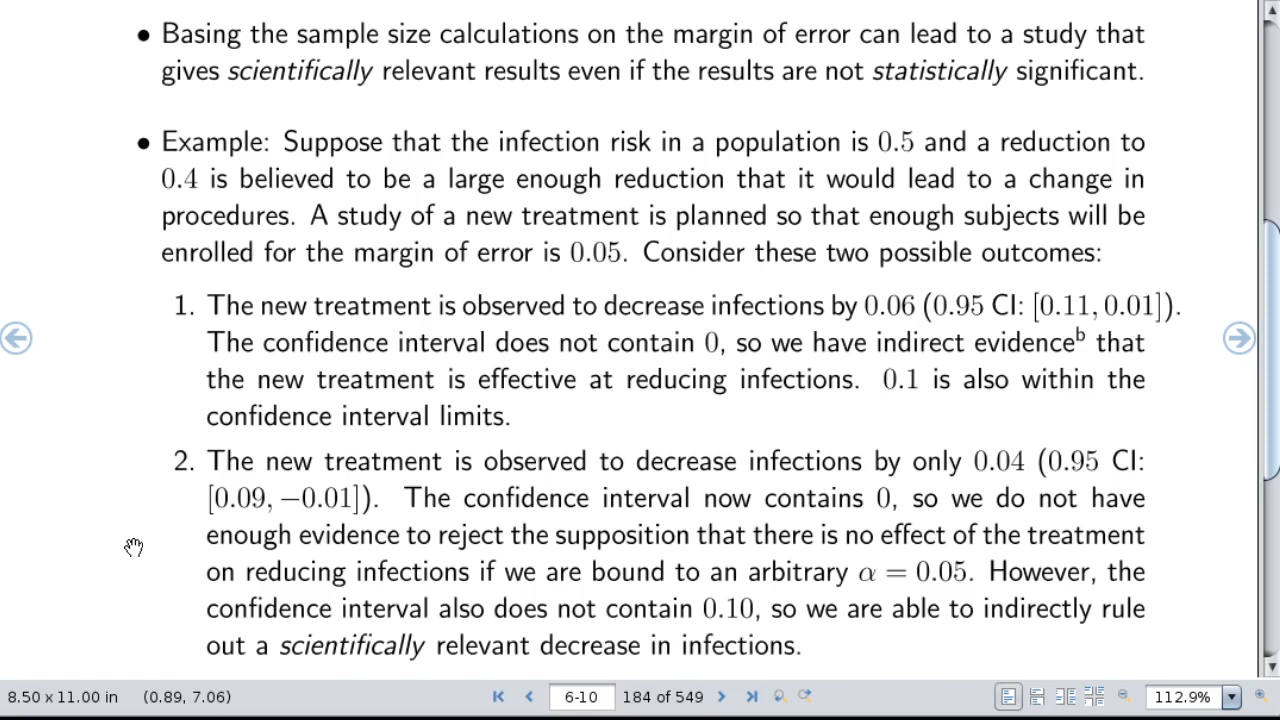 • Basing the sample size calculations on the margin of error can lead to a study that
gives scientifically relevant results even if the results are not statistically significant.
• Example: Suppose that the infection risk in a population is 0.5 and a reduction to
0.4 is believed to be a large enough reduction that it would lead to a change in
procedures. A study of a new treatment is planned so that enough subjects will be
enrolled for the margin of error is 0.05. Consider these two possible outcomes:
1. The new treatment is observed to decrease infections by 0.06 (0.95 CI: [0.11, 0.01]).
The confidence interval does not contain 0, so we have indirect evidenceᵇ that
the new treatment is effective at reducing infections. 0.1 is also within the
confidence interval limits.
2. The new treatment is observed to decrease infections by only 0.04 (0.95 CI:
[0.09, −0.01]). The confidence interval now contains 0, so we do not have
enough evidence to reject the supposition that there is no effect of the treatment
on reducing infections if we are bound to an arbitrary α = 0.05. However, the
confidence interval also does not contain 0.10, so we are able to indirectly rule
out a scientifically relevant decrease in infections.
8.50 x 11.00 in (0.89, 7.06) 6-10 184 of 549 112.9%